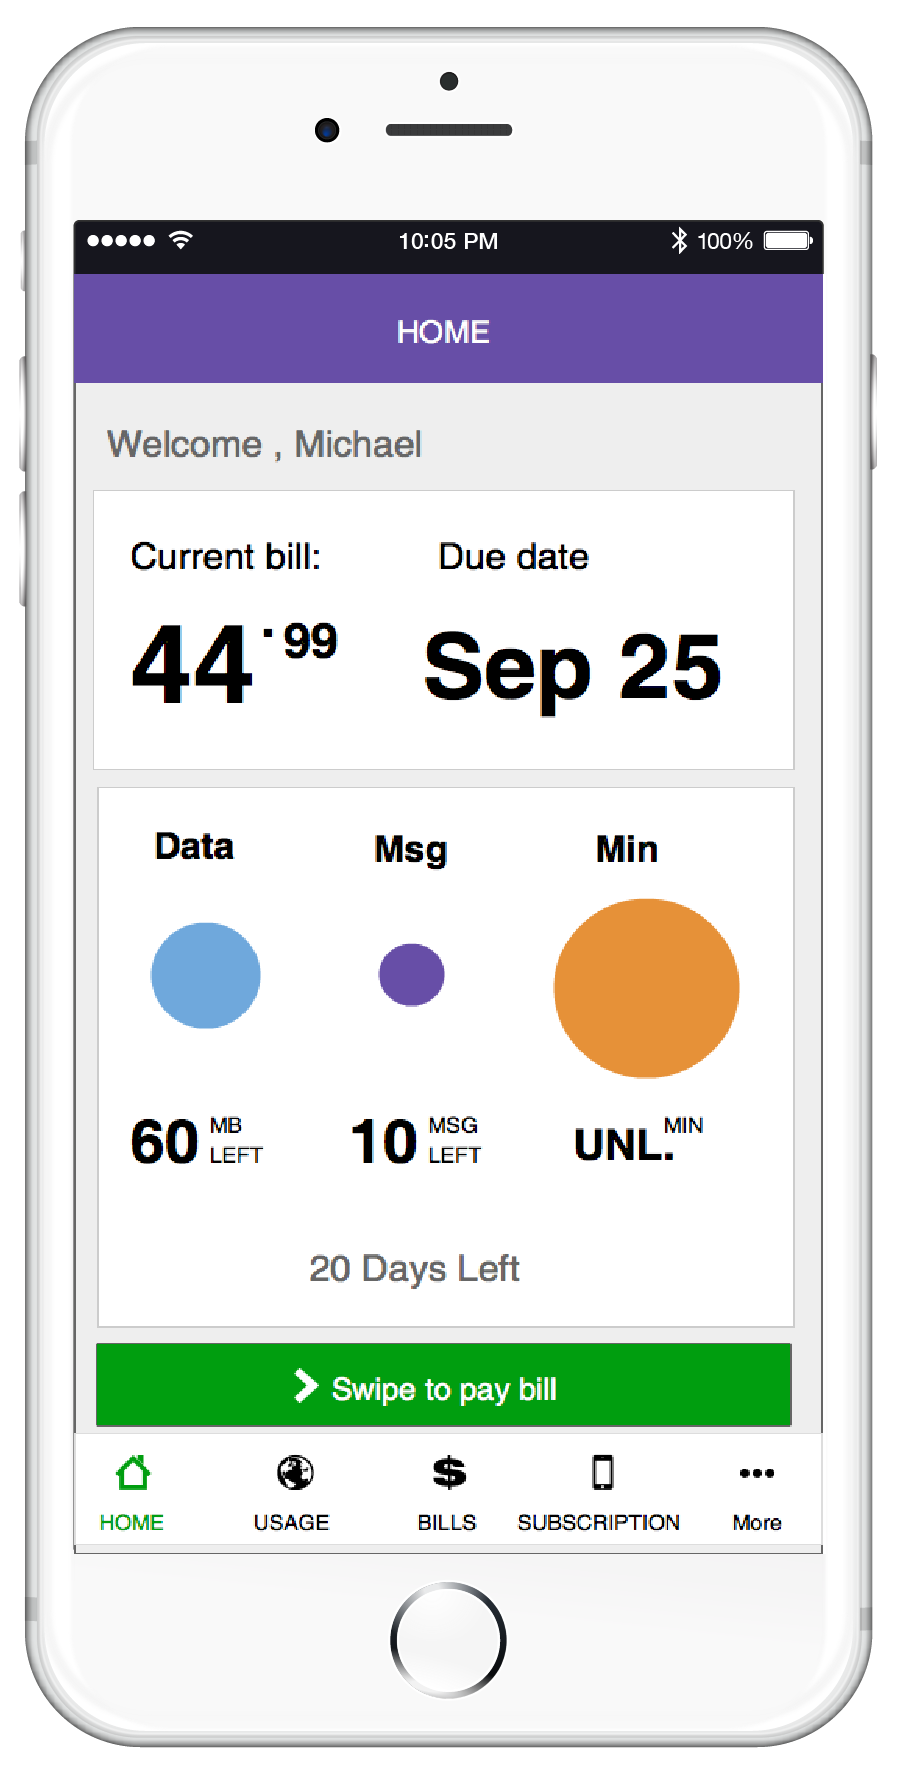 10:05 PM 100%
HOME
Welcome , Michael
Current bill: Due date
44.99 Sep 25
Data Msg Min
60 MB LEFT 10 MSG LEFT UNL. MIN
20 Days Left
Swipe to pay bill
$
HOME USAGE BILLS SUBSCRIPTION More